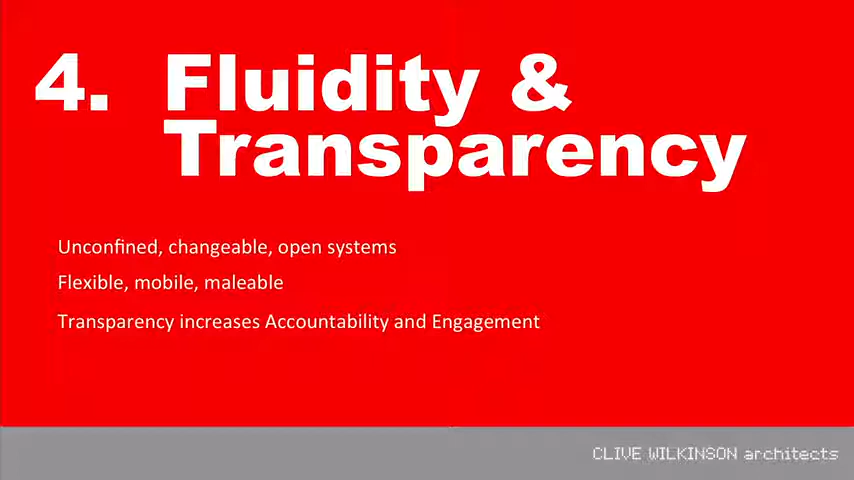 4. Fluidity &
Transparency
Unconfined, changeable, open systems
Flexible, mobile, maleable
Transparency increases Accountability and Engagement
CLIVE WILKINSON architects